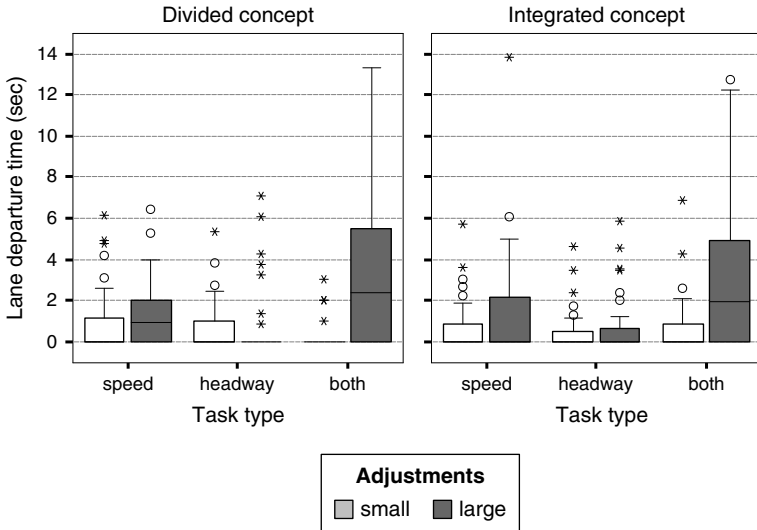 Divided concept
Integrated concept
Lane departure time (sec)
14
12
10
8
6
4
2
0
speed headway both
speed headway both
Task type
Task type
Adjustments
small large